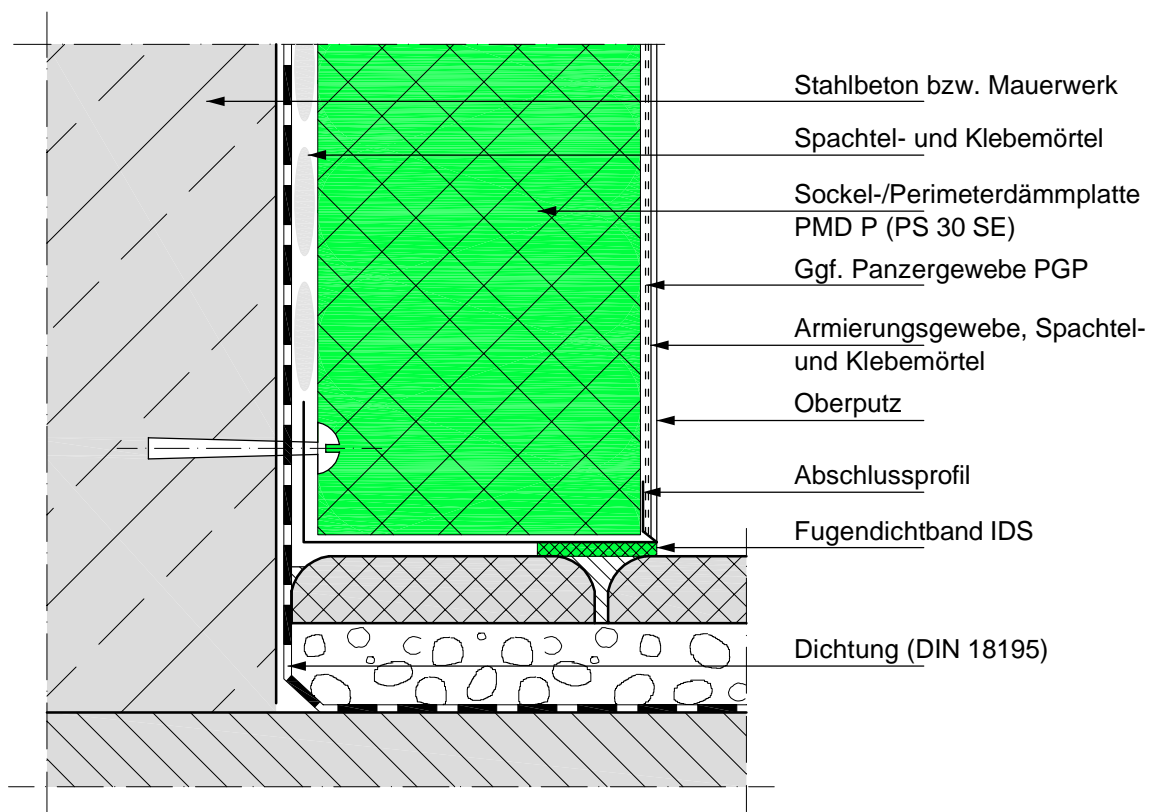 Stahlbeton bzw. Mauerwerk
Spachtel- und Klebemörtel
Sockel-/Perimeterdämmplatte
PMD P (PS 30 SE)
Ggf. Panzergewebe PGP
Armierungsgewebe, Spachtel-
und Klebemörtel
Oberputz
Abschlussprofil
Fugendichtband IDS
Dichtung (DIN 18195)